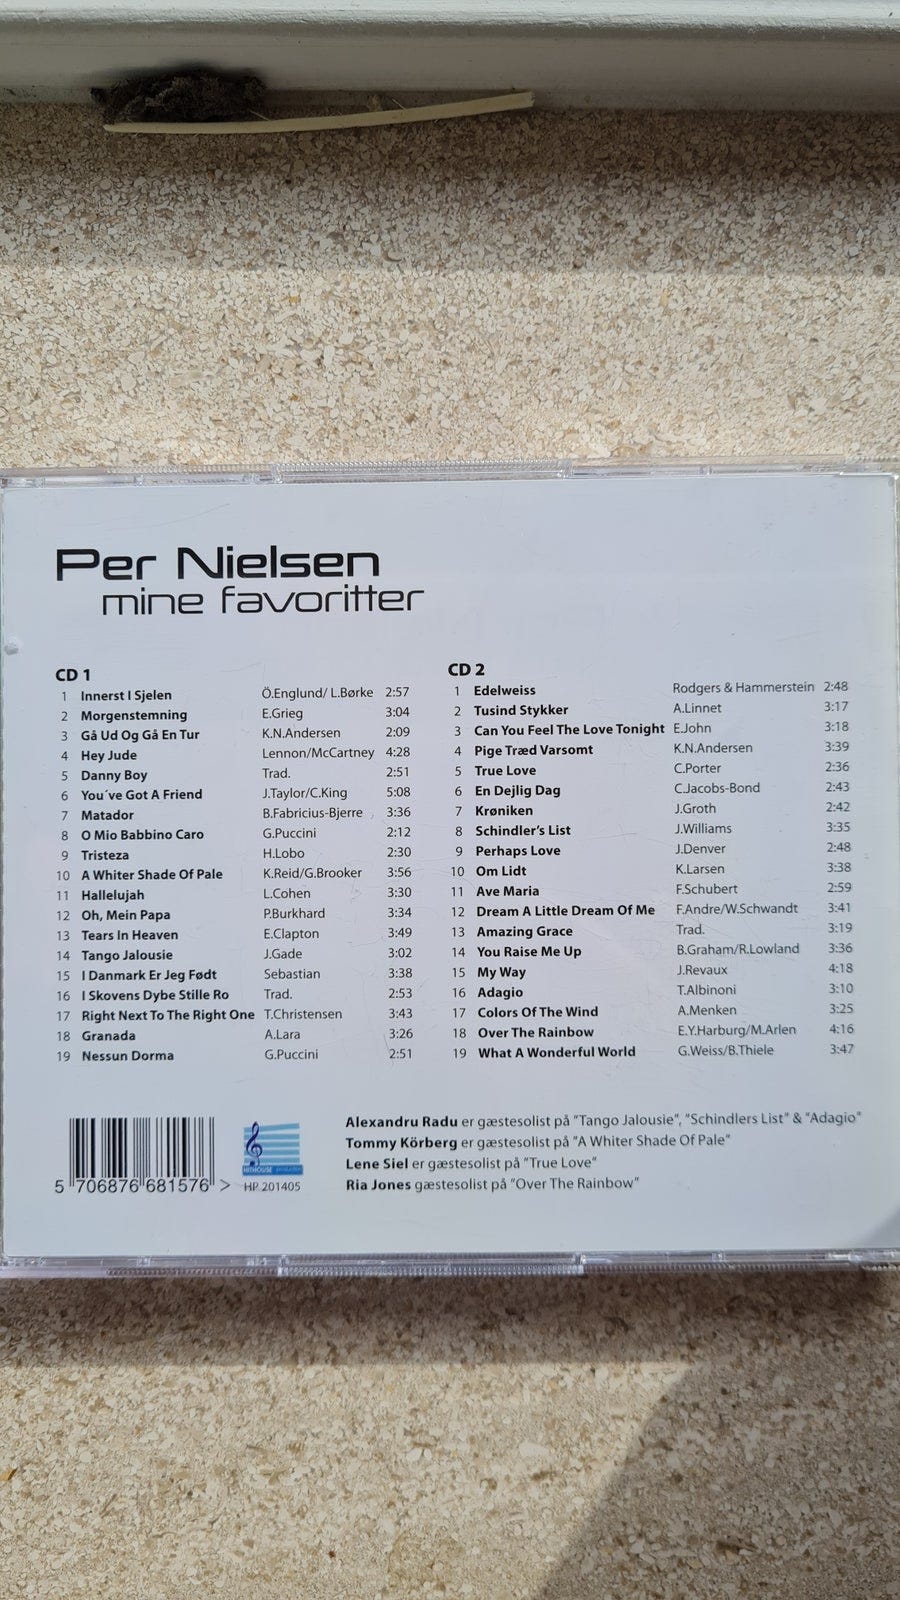 Per Nielsen
mine favoritter
CD 1
1 Innerst I Sjelen Ö.Englund/ L.Børke 2:57
2 Morgenstemning E.Grieg 3:04
3 Gå Ud Og Gå En Tur K.N.Andersen 2:09
4 Hey Jude Lennon/McCartney 4:28
5 Danny Boy Trad. 2:51
6 You´ve Got A Friend J.Taylor/C.King 5:08
7 Matador B.Fabricius-Bjerre 3:36
8 O Mio Babbino Caro G.Puccini 2:12
9 Tristeza H.Lobo 2:30
10 A Whiter Shade Of Pale K.Reid/G.Brooker 3:56
11 Hallelujah L.Cohen 3:30
12 Oh, Mein Papa P.Burkhard 3:34
13 Tears In Heaven E.Clapton 3:49
14 Tango Jalousie J.Gade 3:02
15 I Danmark Er Jeg Født Sebastian 3:38
16 I Skovens Dybe Stille Ro Trad. 2:53
17 Right Next To The Right One T.Christensen 3:43
18 Granada A.Lara 3:26
19 Nessun Dorma G.Puccini 2:51
CD 2
1 Edelweiss Rodgers & Hammerstein 2:48
2 Tusind Stykker A.Linnet 3:17
3 Can You Feel The Love Tonight E.John 3:18
4 Pige Træd Varsomt K.N.Andersen 3:39
5 True Love C.Porter 2:36
6 En Dejlig Dag C.Jacobs-Bond 2:43
7 Krøniken J.Groth 2:42
8 Schindler's List J.Williams 3:35
9 Perhaps Love J.Denver 2:48
10 Om Lidt K.Larsen 3:38
11 Ave Maria F.Schubert 2:59
12 Dream A Little Dream Of Me F.Andre/W.Schwandt 3:41
13 Amazing Grace Trad. 3:19
14 You Raise Me Up B.Graham/R.Lowland 3:36
15 My Way J.Revaux 4:18
16 Adagio T.Albinoni 3:10
17 Colors Of The Wind A.Menken 3:25
18 Over The Rainbow E.Y.Harburg/M.Arlen 4:16
19 What A Wonderful World G.Weiss/B.Thiele 3:47
Alexandru Radu er gæstesolist på "Tango Jalousie", "Schindlers List" & "Adagio"
Tommy Körberg er gæstesolist på "A Whiter Shade Of Pale"
Lene Siel er gæstesolist på "True Love"
Ria Jones gæstesolist på "Over The Rainbow"
5 706876 681576 >
HITHOUSE production
HP 201405